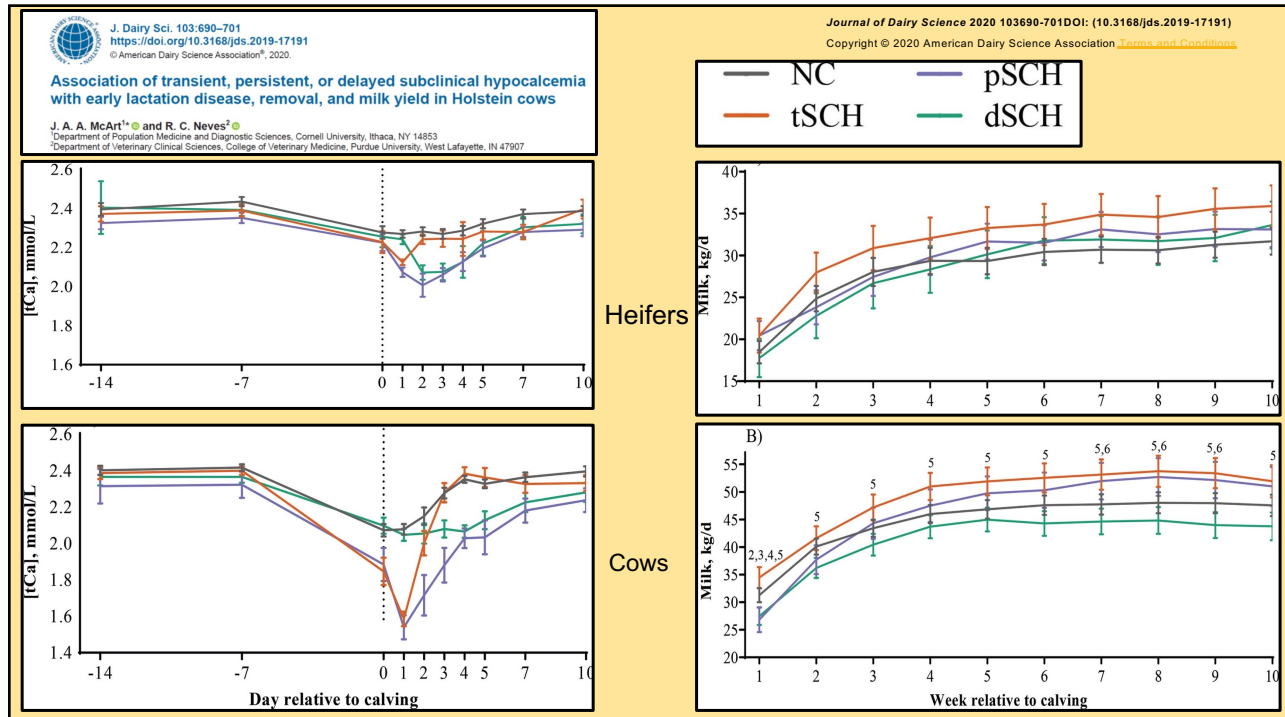 J. Dairy Sci. 103:690–701
https://doi.org/10.3168/jds.2019-17191
© American Dairy Science Association®, 2020.
AMERICAN DAIRY SCIENCE ASSOCIATION
Association of transient, persistent, or delayed subclinical hypocalcemia
with early lactation disease, removal, and milk yield in Holstein cows
J. A. A. McArt1* and R. C. Neves2
1Department of Population Medicine and Diagnostic Sciences, Cornell University, Ithaca, NY 14853
2Department of Veterinary Clinical Sciences, College of Veterinary Medicine, Purdue University, West Lafayette, IN 47907
Journal of Dairy Science 2020 103690-701DOI: (10.3168/jds.2019-17191)
Copyright © 2020 American Dairy Science Association Terms and Conditions
NC pSCH
tSCH dSCH
[tCa], mmol/L
2.6
2.4
2.2
2.0
1.8
1.6
-14 -7 0 1 2 3 4 5 7 10
Heifers
Milk, kg/d
40
35
30
25
20
15
1 2 3 4 5 6 7 8 9 10
[tCa], mmol/L
2.6
2.4
2.2
2.0
1.8
1.6
1.4
-14 -7 0 1 2 3 4 5 7 10
Day relative to calving
Cows
B)
Milk, kg/d
55
50
45
40
35
30
25
20
2,3,4,5 5 5 5 5 5 5,6 5,6 5,6 5
1 2 3 4 5 6 7 8 9 10
Week relative to calving